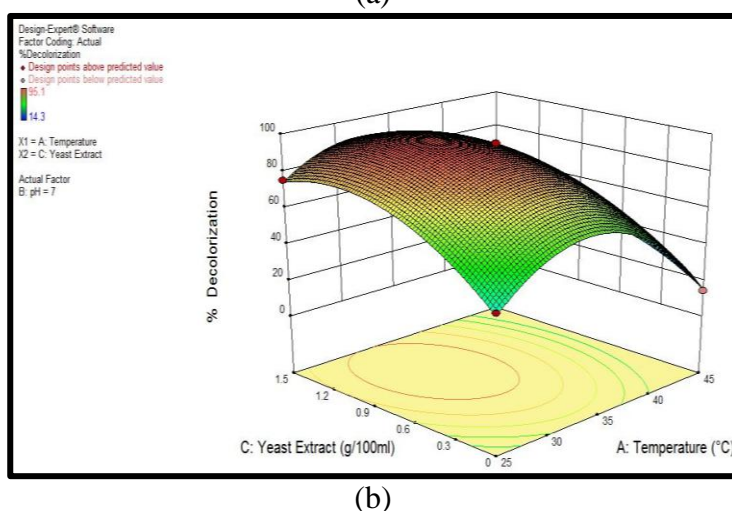 (a)
Design-Expert® Software
Factor Coding: Actual
%Decolorization
Design points above predicted value
Design points below predicted value
95.1
14.3
X1 = A: Temperature
X2 = C: Yeast Extract
Actual Factor
B: pH = 7
100
80
60
40
20
0
% Decolorization
1.5
1.2
0.9
0.6
0.3
0
25
30
35
40
45
C: Yeast Extract (g/100ml)
A: Temperature (°C)
(b)